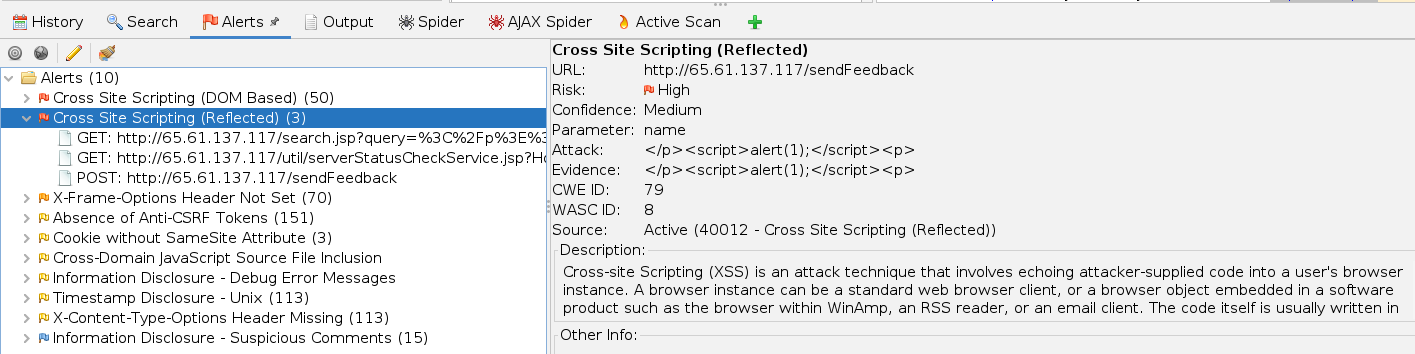 History Search Alerts Output Spider AJAX Spider Active Scan
Alerts (10)
Cross Site Scripting (DOM Based) (50)
Cross Site Scripting (Reflected) (3)
GET: http://65.61.137.117/search.jsp?query=%3C%2Fp%3E%3
GET: http://65.61.137.117/util/serverStatusCheckService.jsp?Ho
POST: http://65.61.137.117/sendFeedback
X-Frame-Options Header Not Set (70)
Absence of Anti-CSRF Tokens (151)
Cookie without SameSite Attribute (3)
Cross-Domain JavaScript Source File Inclusion
Information Disclosure - Debug Error Messages
Timestamp Disclosure - Unix (113)
X-Content-Type-Options Header Missing (113)
Information Disclosure - Suspicious Comments (15)
Cross Site Scripting (Reflected)
URL: http://65.61.137.117/sendFeedback
Risk: High
Confidence: Medium
Parameter: name
Attack: </p><script>alert(1);</script><p>
Evidence: </p><script>alert(1);</script><p>
CWE ID: 79
WASC ID: 8
Source: Active (40012 - Cross Site Scripting (Reflected))
Description:
Cross-site Scripting (XSS) is an attack technique that involves echoing attacker-supplied code into a user's browser
instance. A browser instance can be a standard web browser client, or a browser object embedded in a software
product such as the browser within WinAmp, an RSS reader, or an email client. The code itself is usually written in
Other Info: